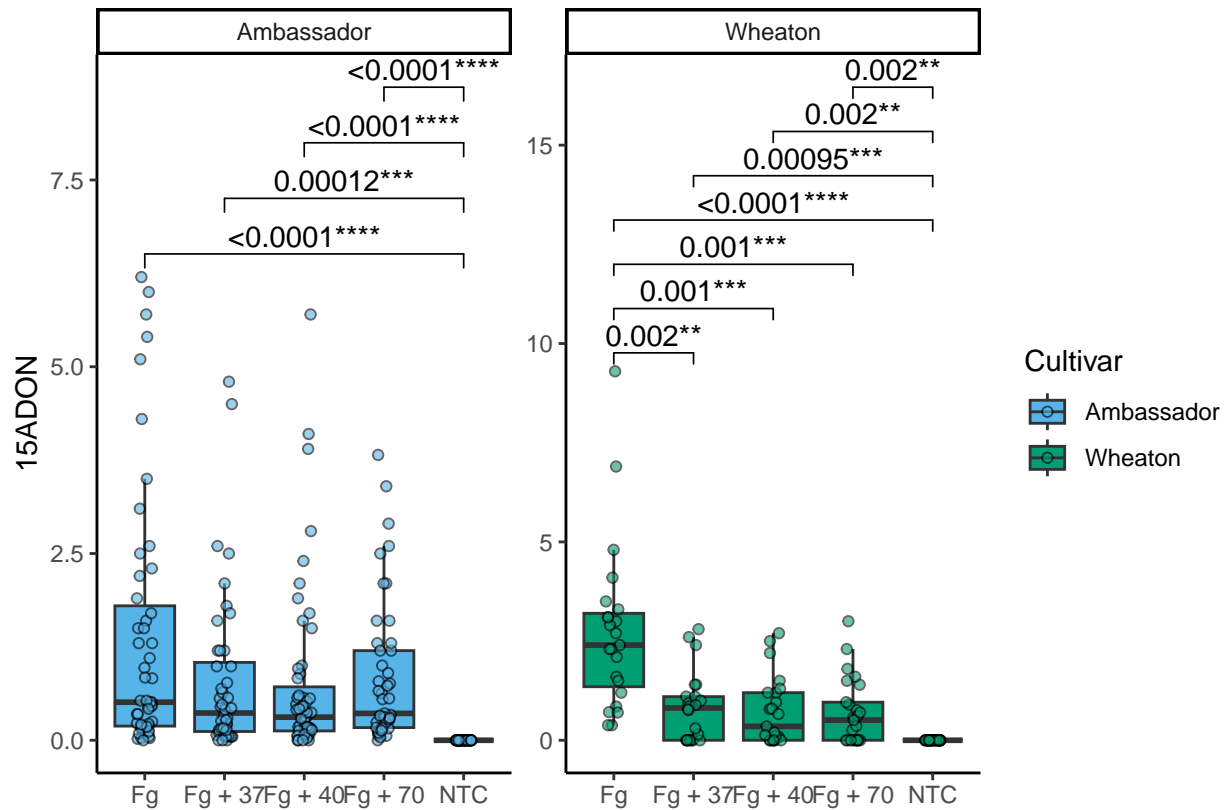 Ambassador
Wheaton
<0.0001****
<0.0001****
0.00012***
<0.0001****
0.002**
0.002**
0.00095***
<0.0001****
0.001***
0.001***
0.002**
15ADON
7.5
5.0
2.5
0.0
15
10
5
0
Fg Fg + 37 Fg + 40 Fg + 70 NTC
Fg Fg + 37 Fg + 40 Fg + 70 NTC
Cultivar
Ambassador
Wheaton